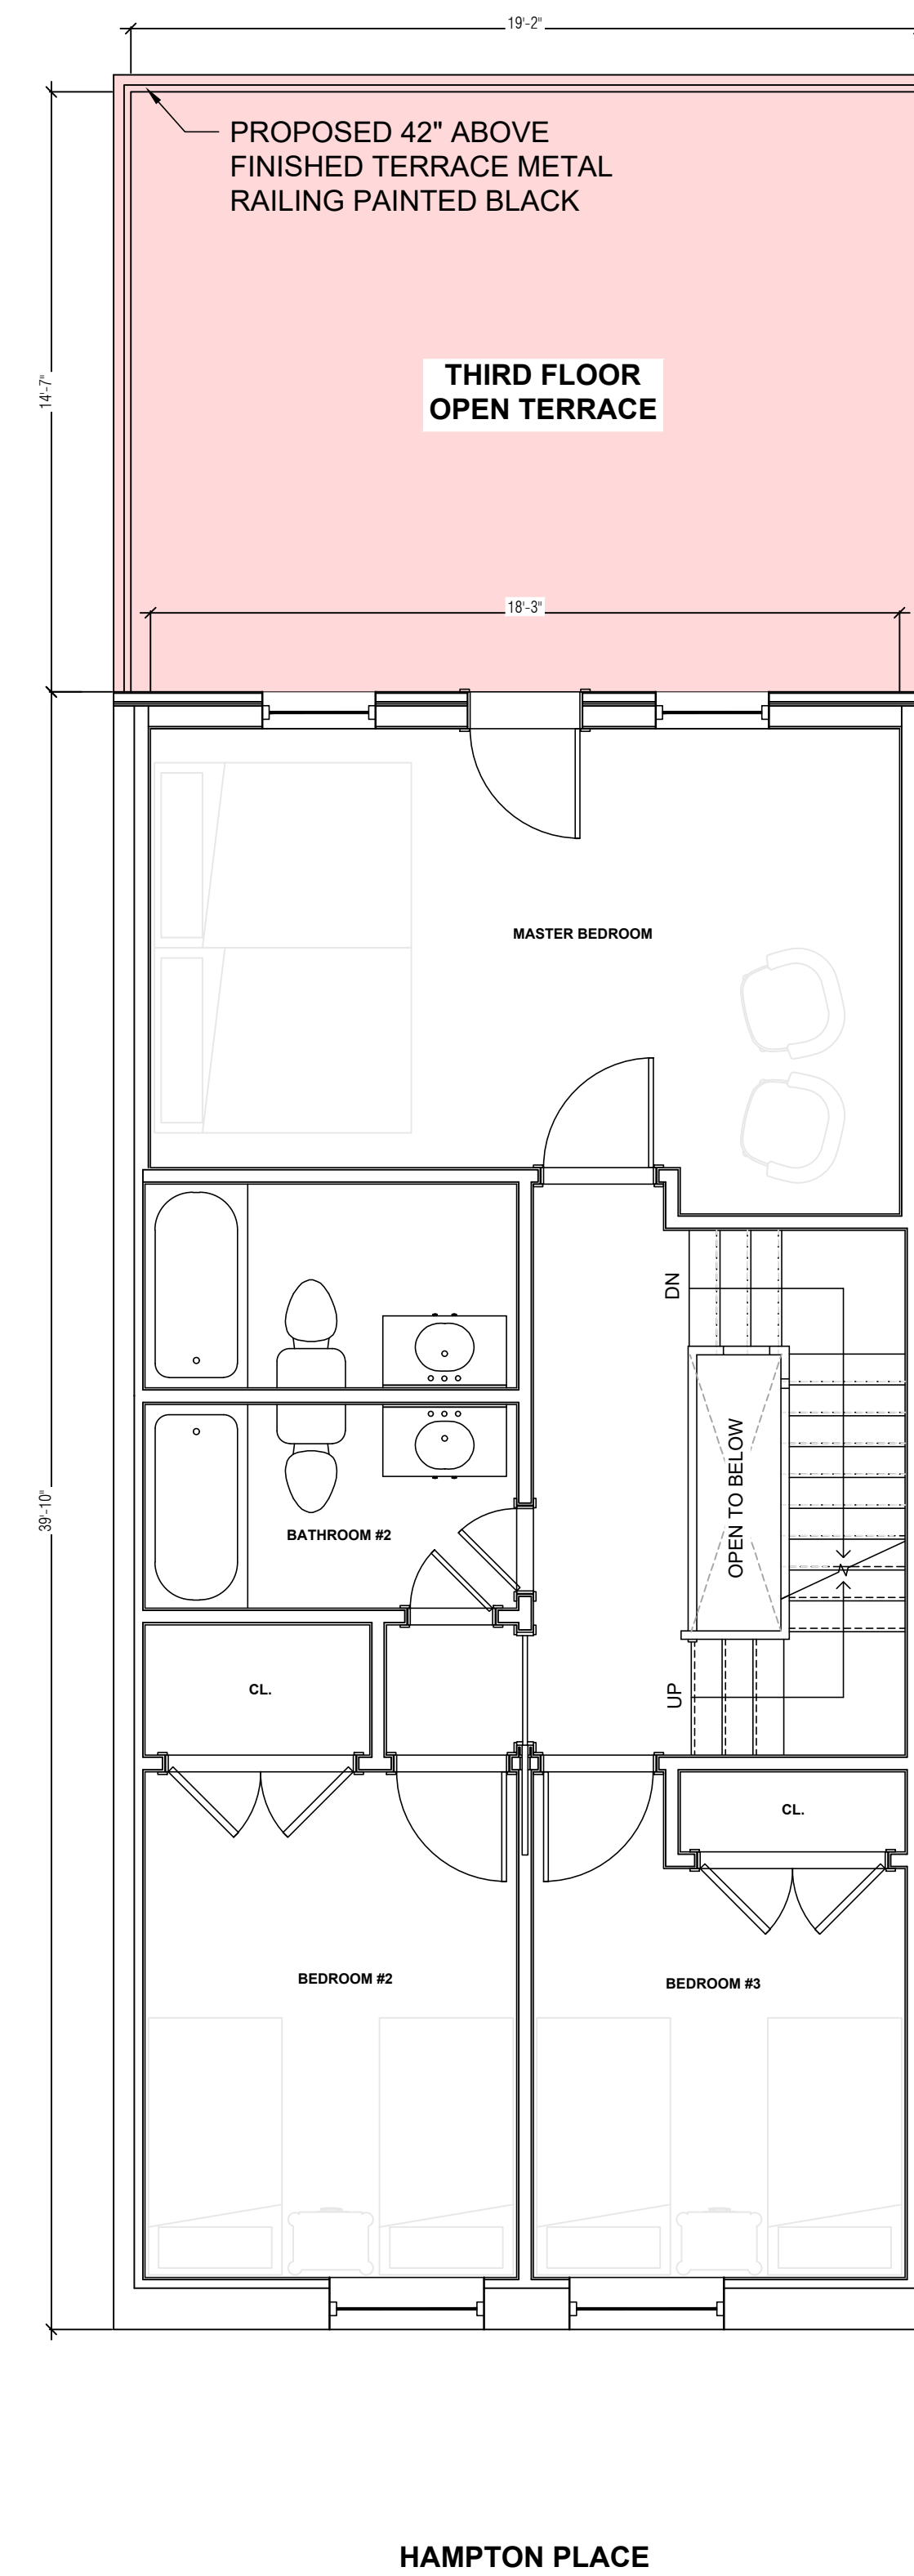 19'-2"
PROPOSED 42" ABOVE
FINISHED TERRACE METAL
RAILING PAINTED BLACK
THIRD FLOOR
OPEN TERRACE
14'-7"
18'-3"
MASTER BEDROOM
DN
OPEN TO BELOW
39'-10"
BATHROOM #2
CL.
UP
CL.
BEDROOM #2
BEDROOM #3
HAMPTON PLACE